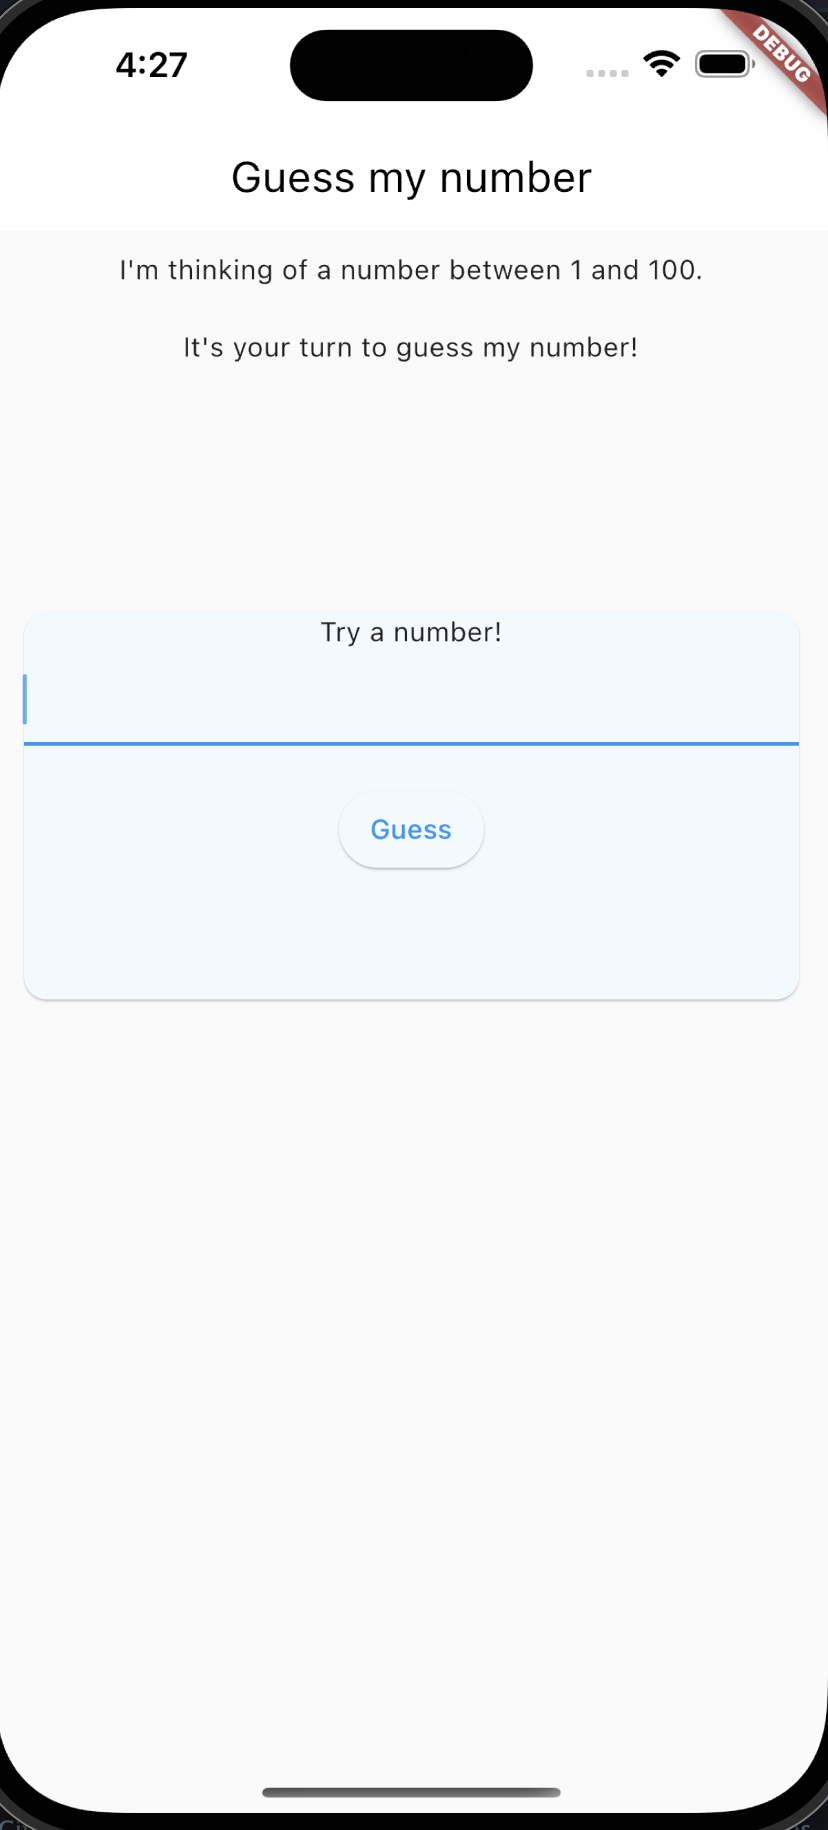 4:27
DEBUG
Guess my number
I'm thinking of a number between 1 and 100.
It's your turn to guess my number!
Try a number!
Guess